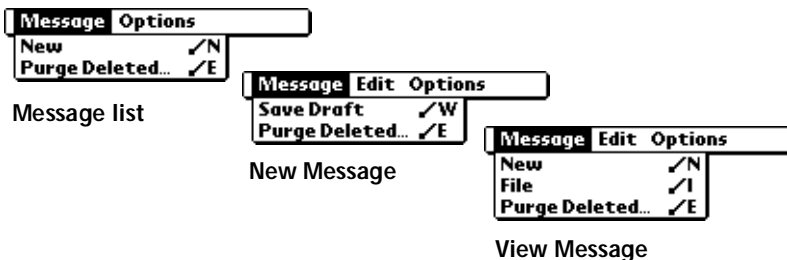 Message Options
New ⁄N
Purge Deleted... ⁄E
Message list
Message Edit Options
Save Draft ⁄W
Purge Deleted... ⁄E
New Message
Message Edit Options
New ⁄N
File ⁄I
Purge Deleted... ⁄E
View Message